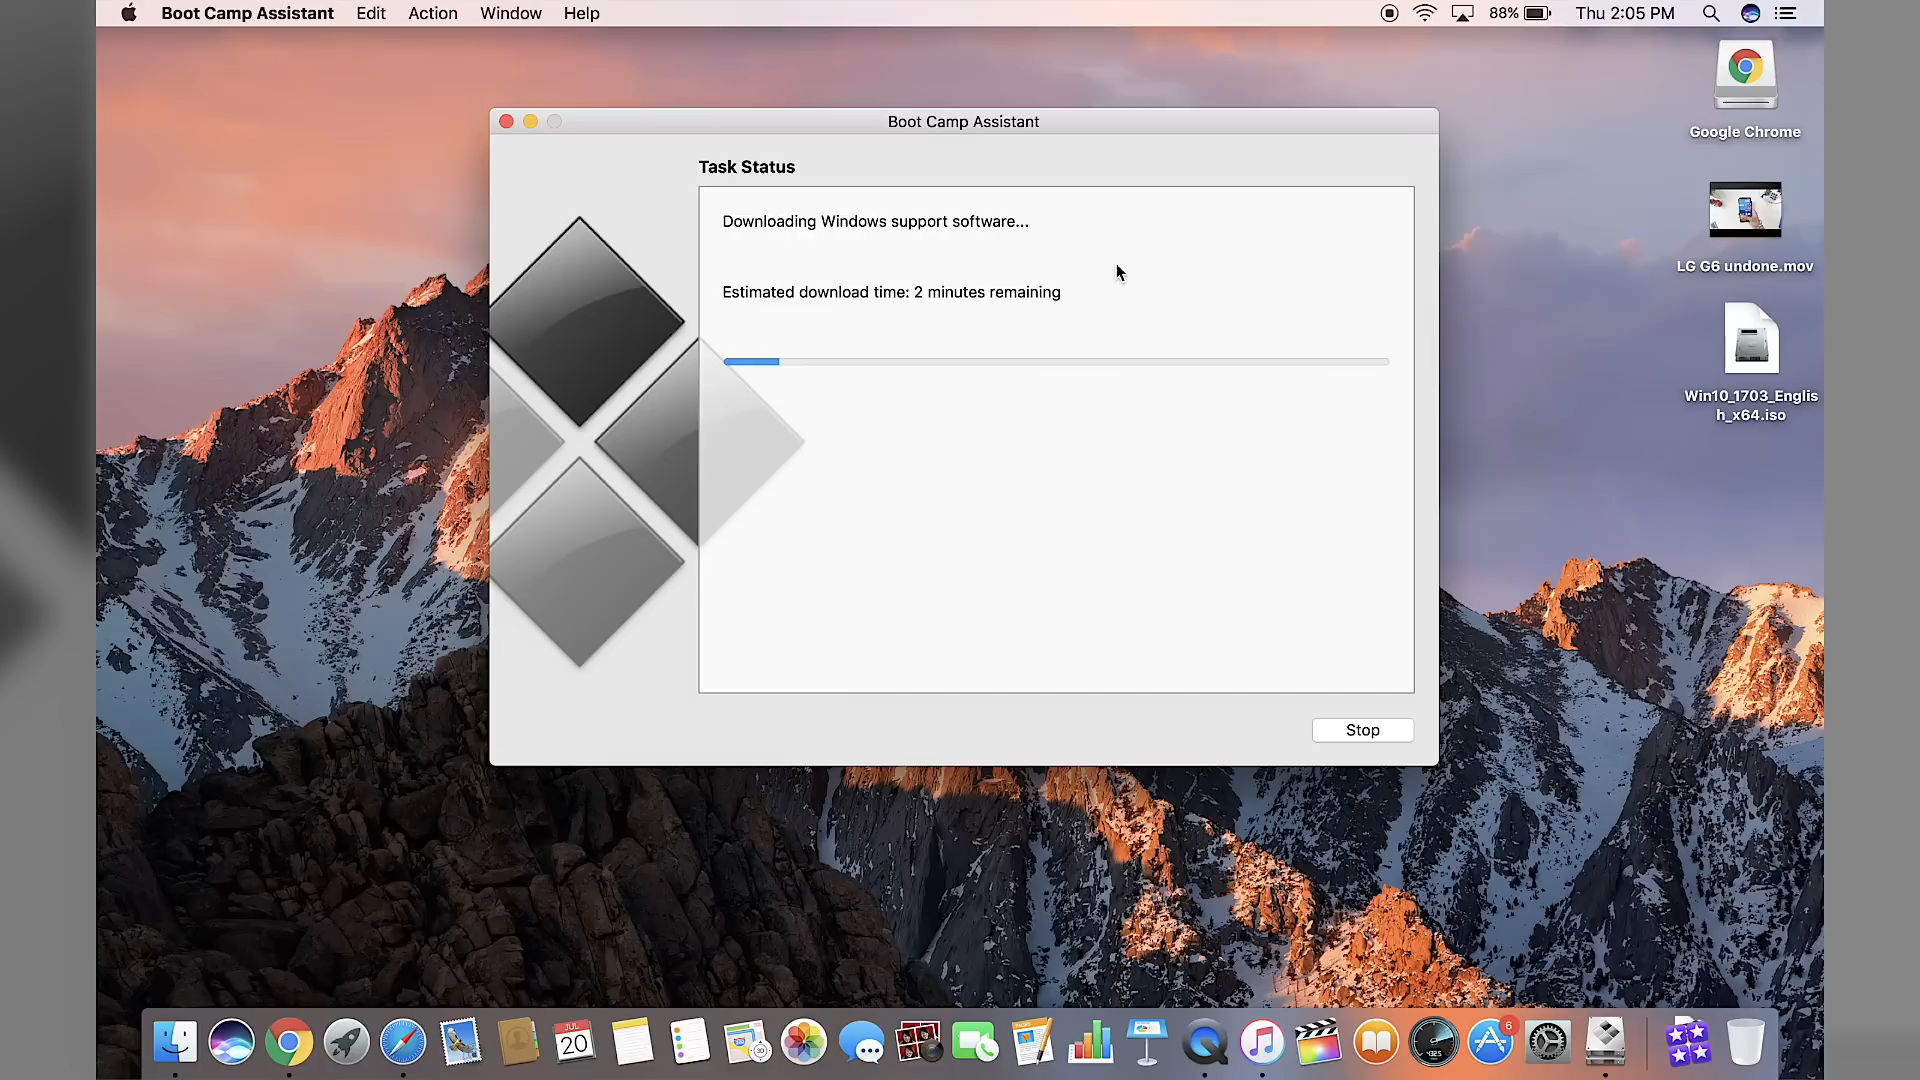 Boot Camp Assistant Edit Action Window Help 88% Thu 2:05 PM
Boot Camp Assistant
Task Status
Downloading Windows support software...
Estimated download time: 2 minutes remaining
Stop
Google Chrome
LG G6 undone.mov
Win10_1703_Englis
h_x64.iso
JUL
20
6